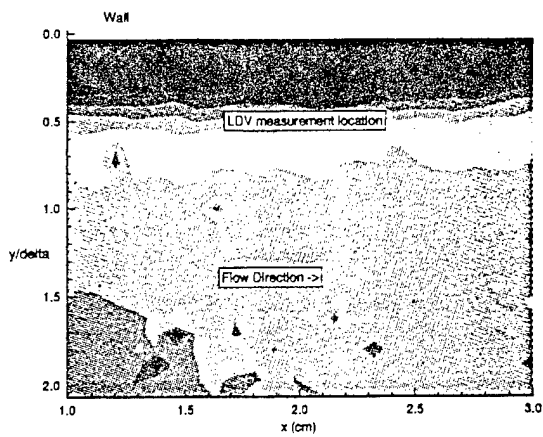 Wall
0.0
LDV measurement location
0.5
1.0
y/delta
Flow Direction ->
1.5
2.0
1.0 1.5 2.0 2.5 3.0
x (cm)